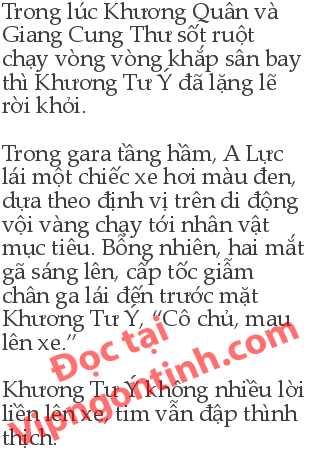 Trong lúc Khương Quân và
Giang Cung Thư sốt ruột
chạy vòng vòng khắp sân bay
thì Khương Tư Ý đã lặng lẽ
rời khỏi.
Trong gara tầng hầm, A Lực
lái một chiếc xe hơi màu đen,
dựa theo định vị trên di động
vội vàng chạy tới nhân vật
mục tiêu. Bỗng nhiên, hai mắt
gã sáng lên, cấp tốc giẫm
chân ga lái đến trước mặt
Khương Tư Ý, “Cô chủ, mau
lên xe.”
Đọc tại
Vipngontinh.com
Khương Tư Ý không nhiều lời
liền lên xe, tim vẫn đập thình
thịch.